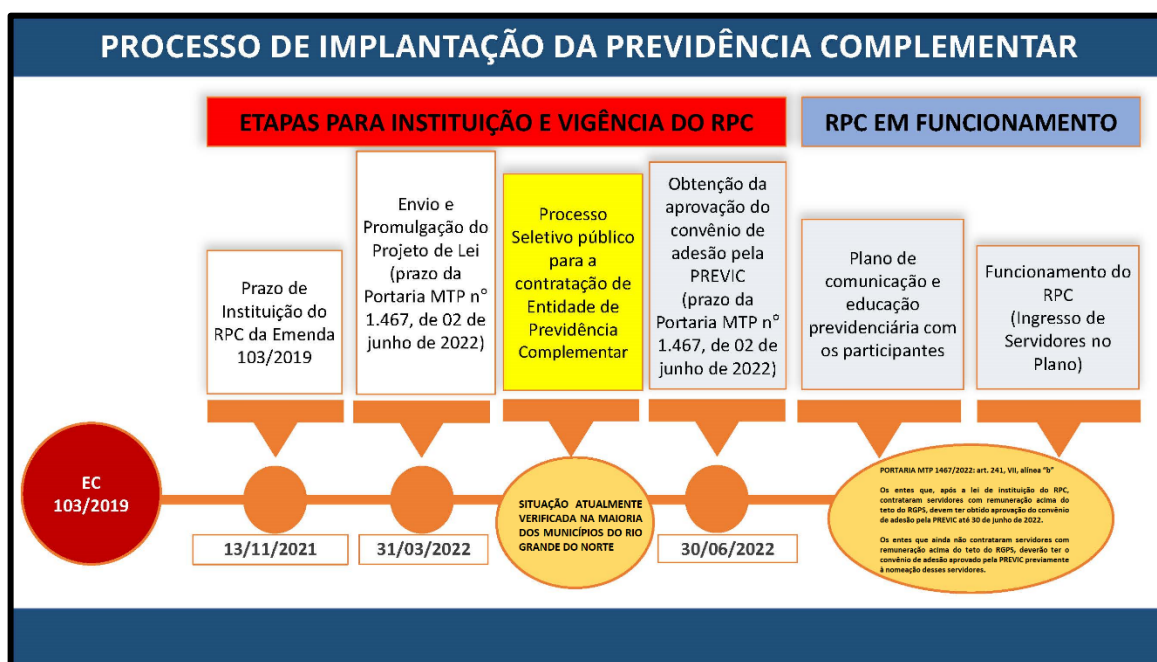 PROCESSO DE IMPLANTAÇÃO DA PREVIDÊNCIA COMPLEMENTAR
ETAPAS PARA INSTITUIÇÃO E VIGÊNCIA DO RPC
RPC EM FUNCIONAMENTO
Prazo de
Instituição do
RPC da Emenda
103/2019
Envio e
Promulgação do
Projeto de Lei
(prazo da
Portaria MTP n°
1.467, de 02 de
junho de 2022)
Processo
Seletivo público
para a
contratação de
Entidade de
Previdência
Complementar
Obtenção da
aprovação do
convênio de
adesão pela
PREVIC
(prazo da
Portaria MTP n°
1.467, de 02 de
junho de 2022)
Plano de
comunicação e
educação
previdenciária com
os participantes
Funcionamento do
RPC
(Ingresso de
Servidores no
Plano)
EC
103/2019
13/11/2021
31/03/2022
SITUAÇÃO ATUALMENTE
VERIFICADA NA MAIORIA
DOS MUNICÍPIOS DO RIO
GRANDE DO NORTE
30/06/2022
PORTARIA MTP 1467/2022: art. 241, VII, alínea "b"
Os entes que, após a lei de instituição do RPC,
contrataram servidores com remuneração acima do
teto do RGPS, devem ter obtido aprovação do convênio
de adesão pela PREVIC até 30 de junho de 2022.
Os entes que ainda não contrataram servidores com
remuneração acima do teto do RGPS, deverão ter o
convênio de adesão aprovado pela PREVIC previamente
à nomeação desses servidores.